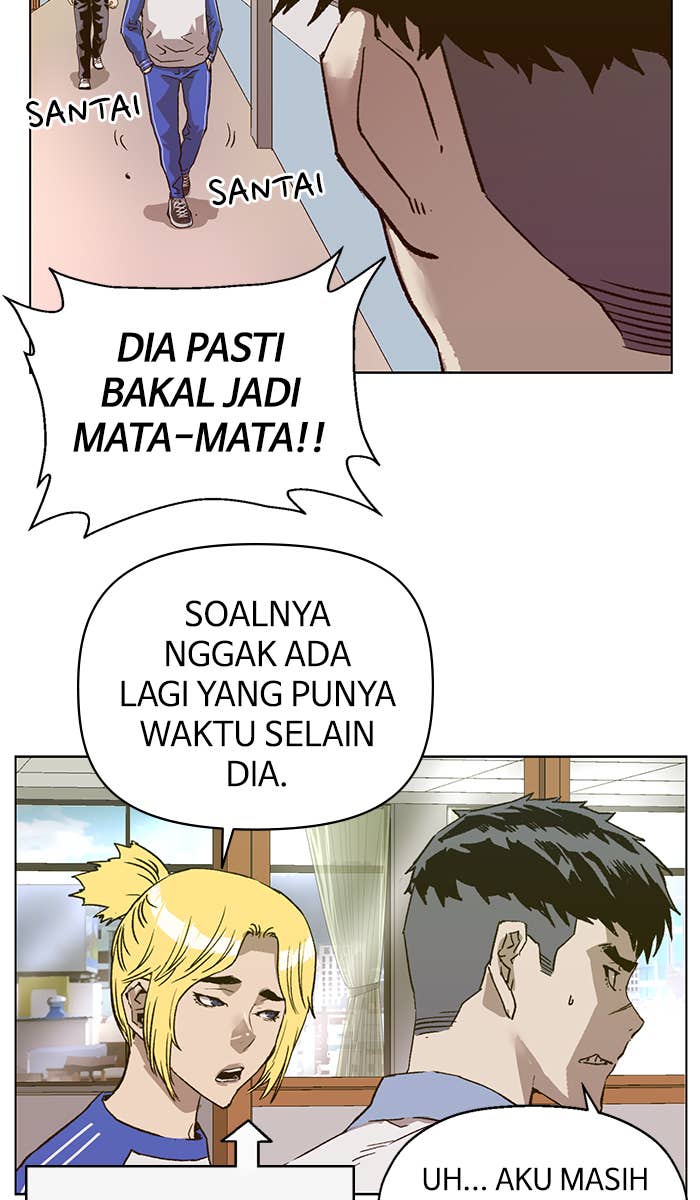 SANTAI
SANTAI
DIA PASTI
BAKAL JADI
MATA-MATA!!
SOALNYA
NGGAK ADA
LAGI YANG PUNYA
WAKTU SELAIN
DIA.
UH... AKU MASIH